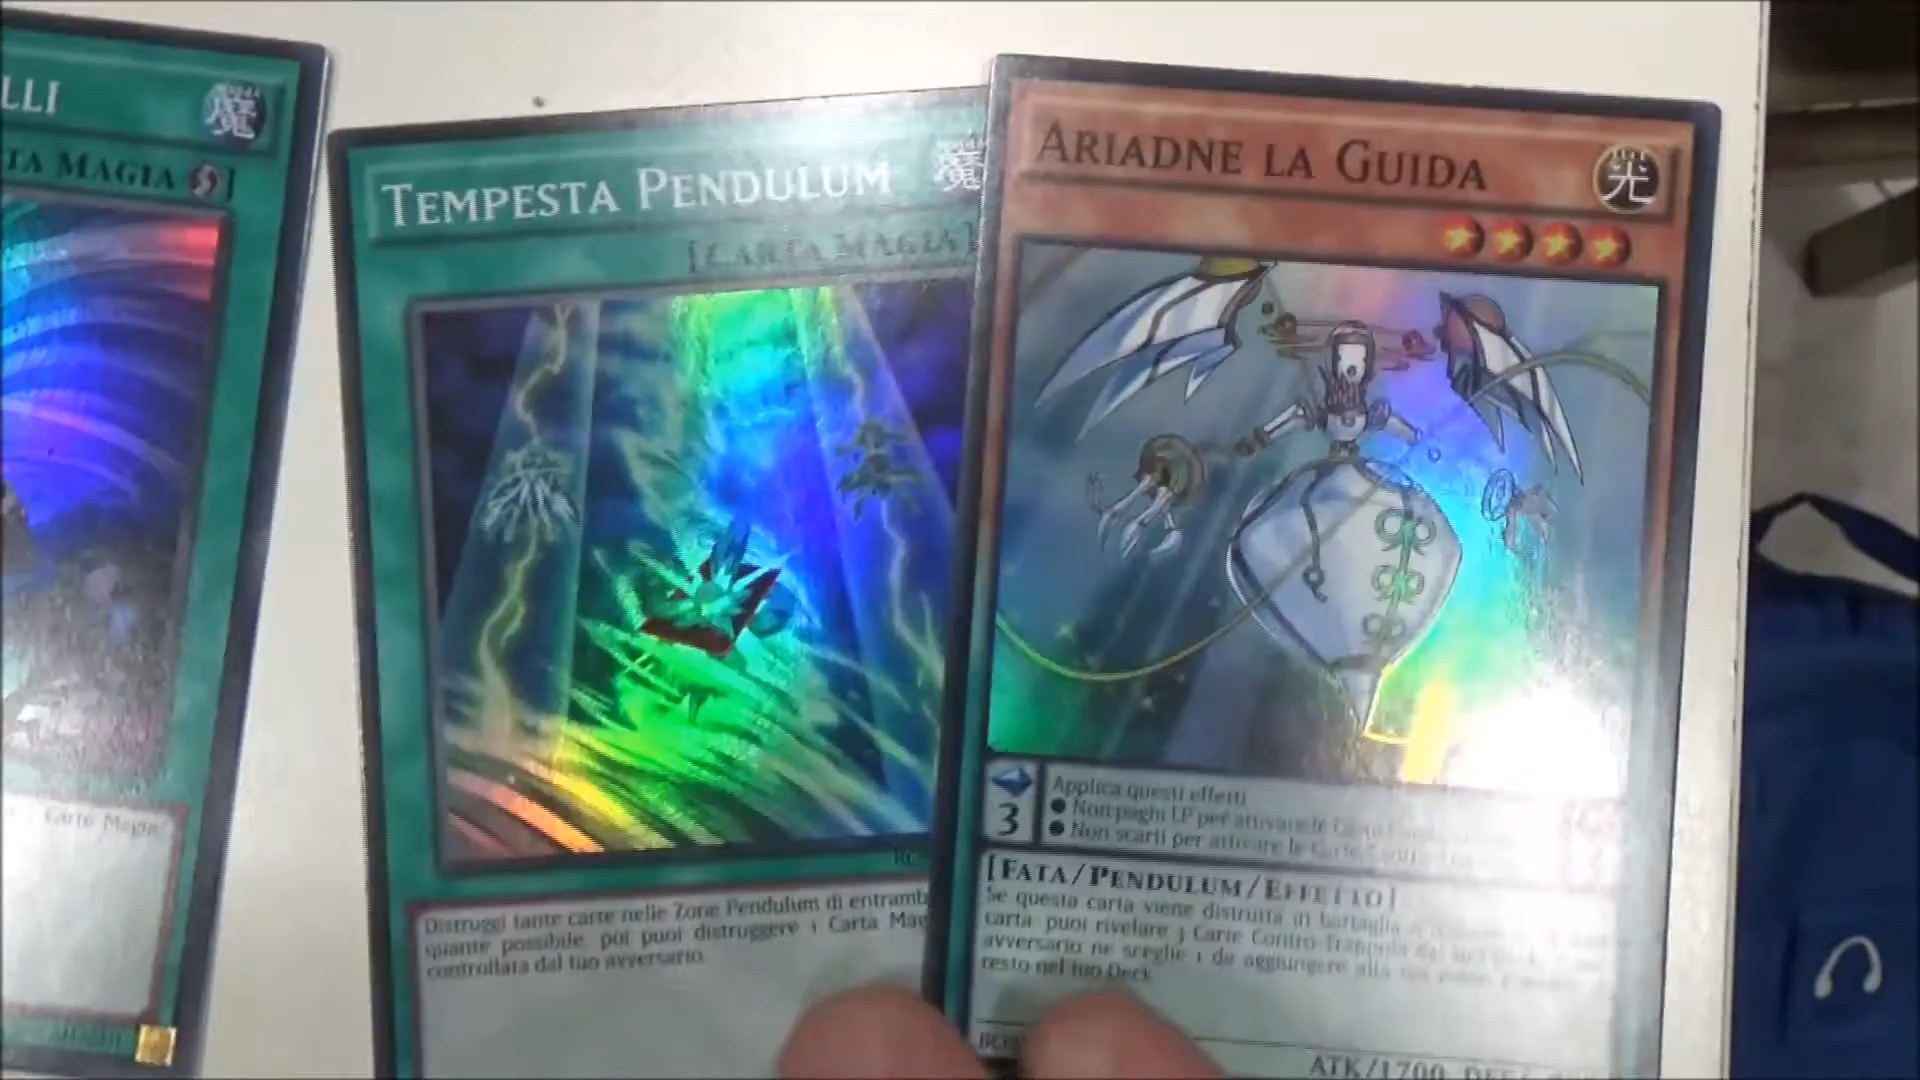 LLI
魔
TA MAGIA
Carte Magia
TEMPESTA PENDULUM
魔
[CARTA MAGIA]
Distruggi tante carte nelle Zone Pendulum di entramb
quante possibile, poi puoi distruggere 1 Carta Mag
controllata dal tuo avversario.
ARIADNE LA GUIDA
光
3
Applica questi effetti
● Non paghi LP per attivare le Carte
● Non scarti per attivare le Carte
[FATA/PENDULUM/EFFETTO]
Se questa carta viene distrutta in battaglia
carta: puoi rivelare 3 Carte Contro-Trappola dal tuo
avversario ne sceglie 1 da aggiungere alla tua mano,
resto nel tuo Deck.
ATK/1700 DEF/